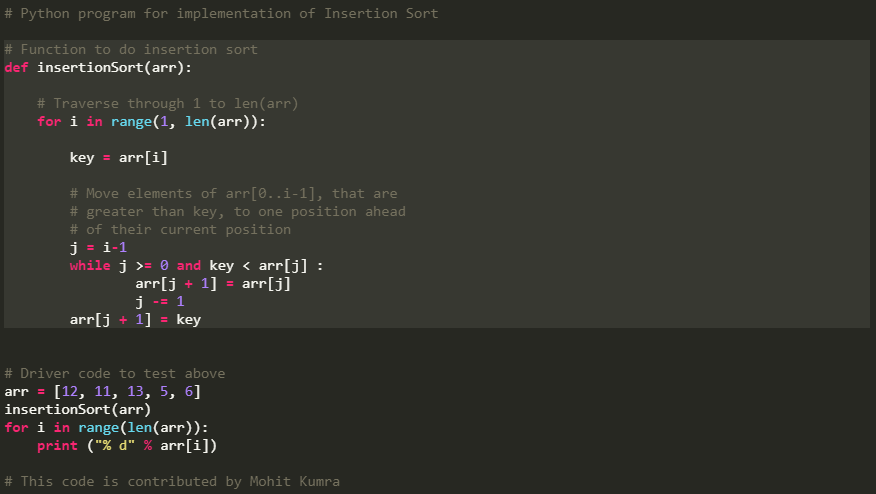 # Python program for implementation of Insertion Sort
# Function to do insertion sort
def insertionSort(arr):
# Traverse through 1 to len(arr)
for i in range(1, len(arr)):
key = arr[i]
# Move elements of arr[0..i-1], that are
# greater than key, to one position ahead
# of their current position
j = i-1
while j >= 0 and key < arr[j] :
arr[j + 1] = arr[j]
j -= 1
arr[j + 1] = key
# Driver code to test above
arr = [12, 11, 13, 5, 6]
insertionSort(arr)
for i in range(len(arr)):
print ("% d" % arr[i])
# This code is contributed by Mohit Kumra